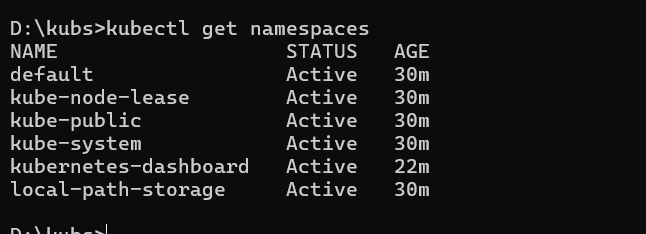 D:\kubs>kubectl get namespaces
NAME                   STATUS   AGE
default                Active   30m
kube-node-lease        Active   30m
kube-public            Active   30m
kube-system            Active   30m
kubernetes-dashboard   Active   22m
local-path-storage     Active   30m
D:\kubs>